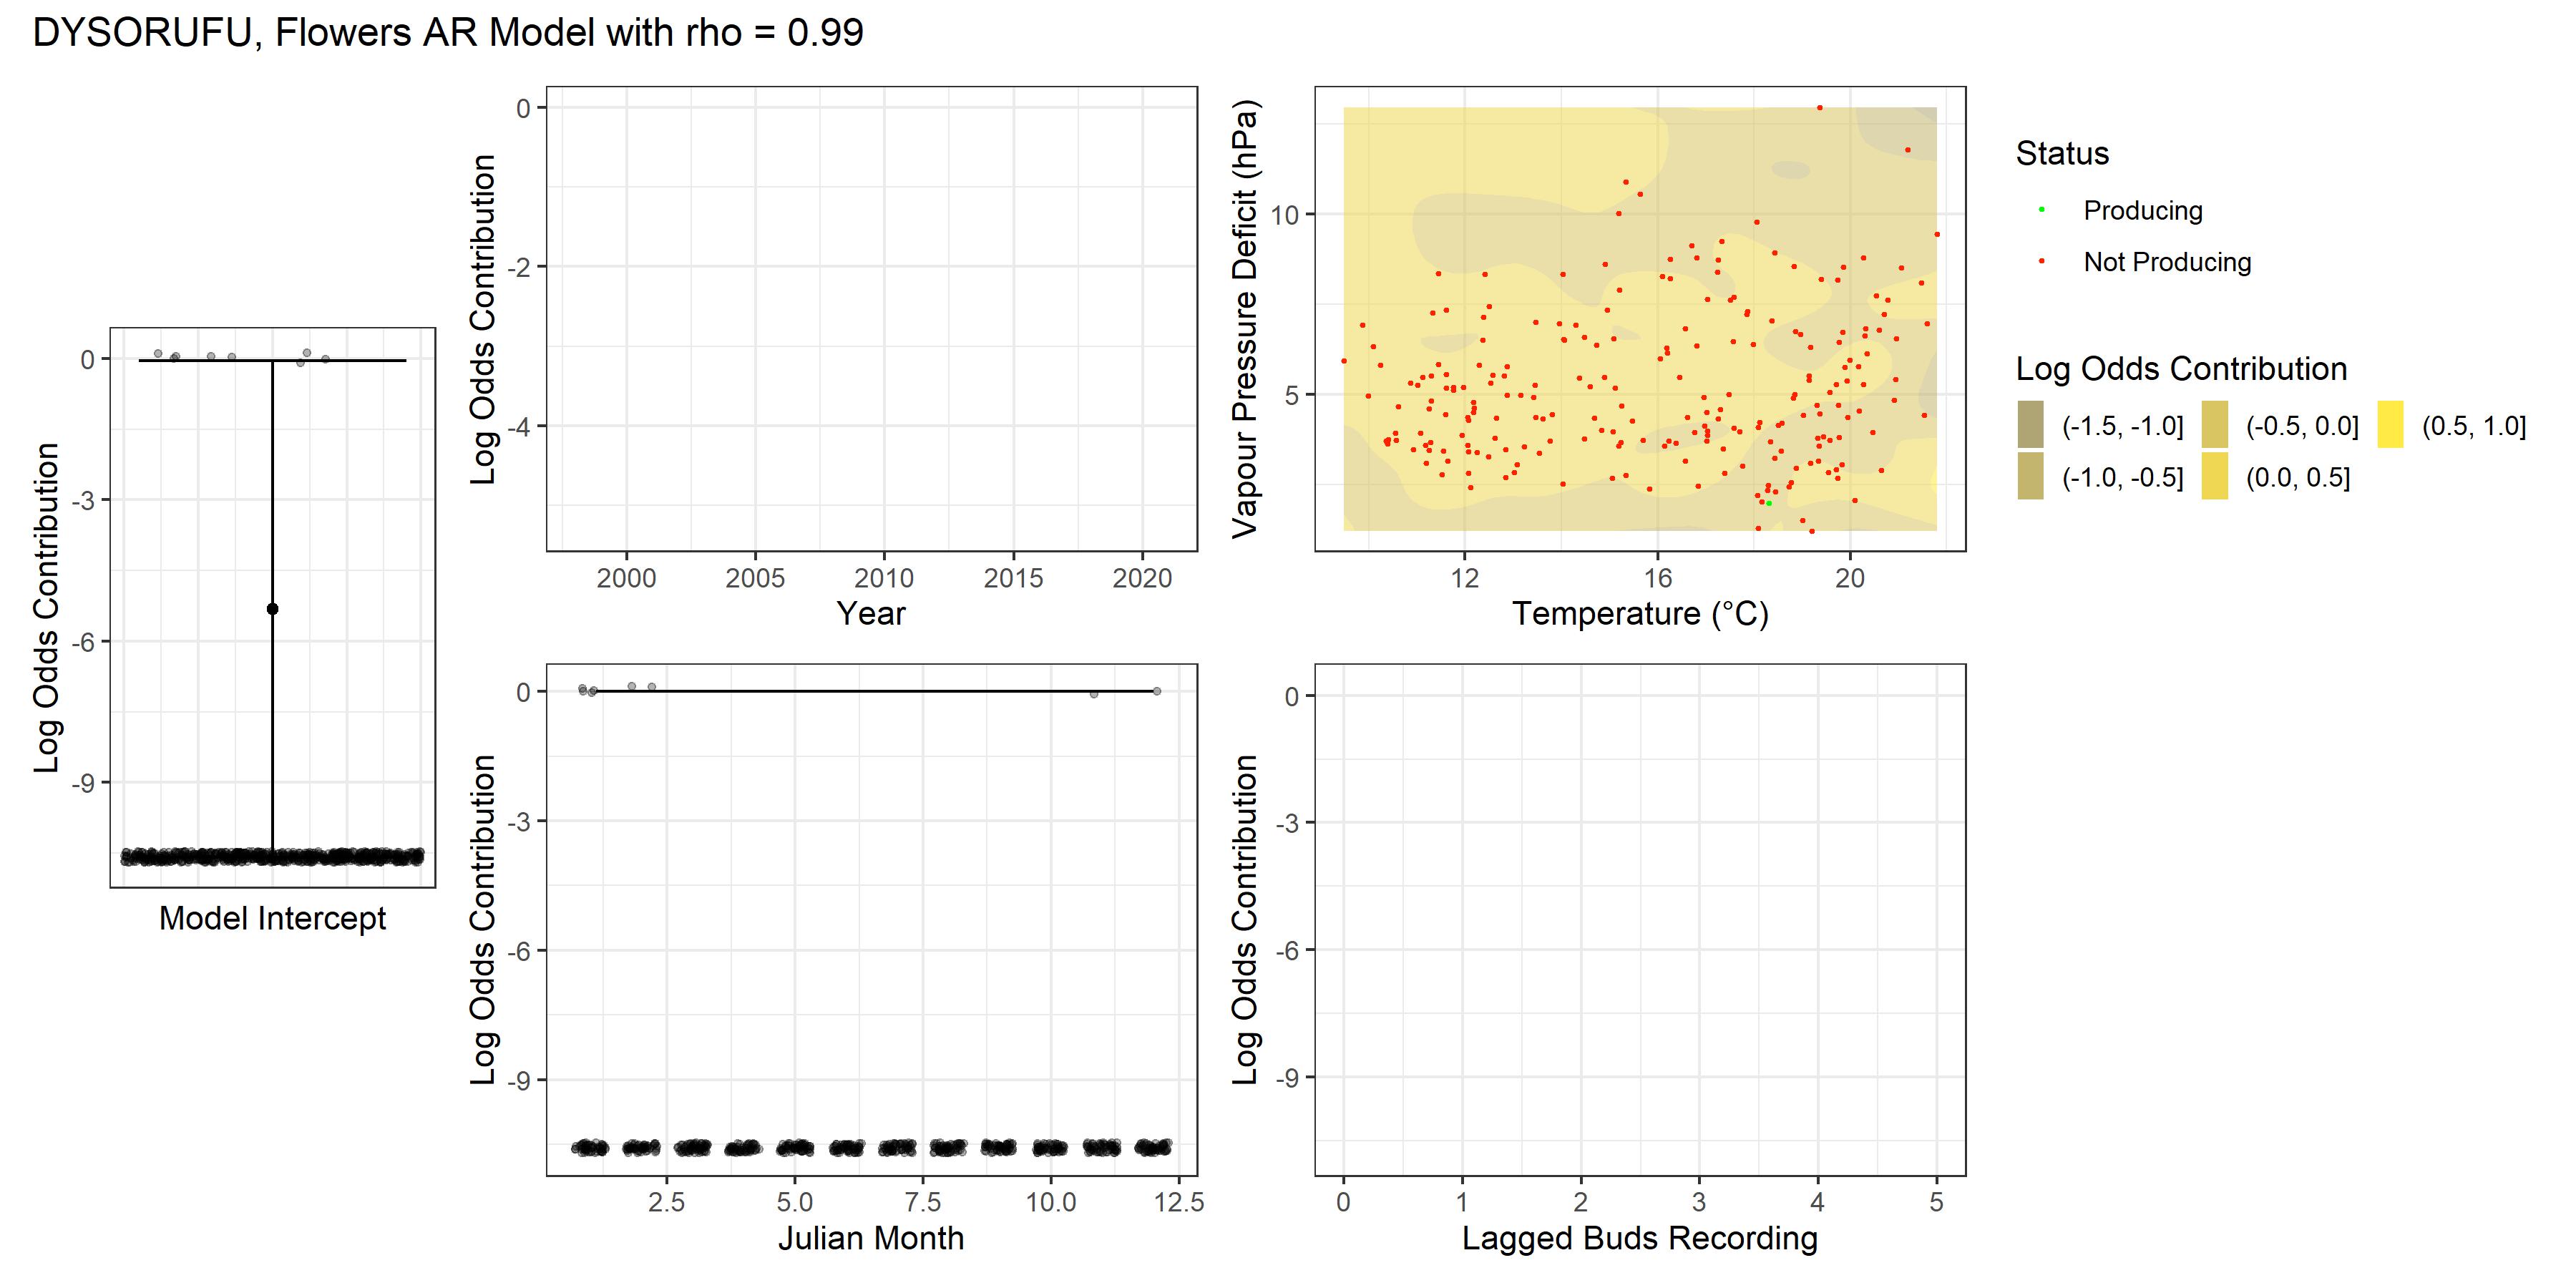 DYSORUFU, Flowers AR Model with rho = 0.99
Log Odds Contribution
0
-3
-6
-9
Model Intercept
Log Odds Contribution
0
-2
-4
2000 2005 2010 2015 2020
Year
Vapour Pressure Deficit (hPa)
10
5
12 16 20
Temperature (°C)
Status
Producing
Not Producing
Log Odds Contribution
(-1.5, -1.0] (-0.5, 0.0] (0.5, 1.0]
(-1.0, -0.5] (0.0, 0.5]
Log Odds Contribution
0
-3
-6
-9
2.5 5.0 7.5 10.0 12.5
Julian Month
Log Odds Contribution
0
-3
-6
-9
0 1 2 3 4 5
Lagged Buds Recording